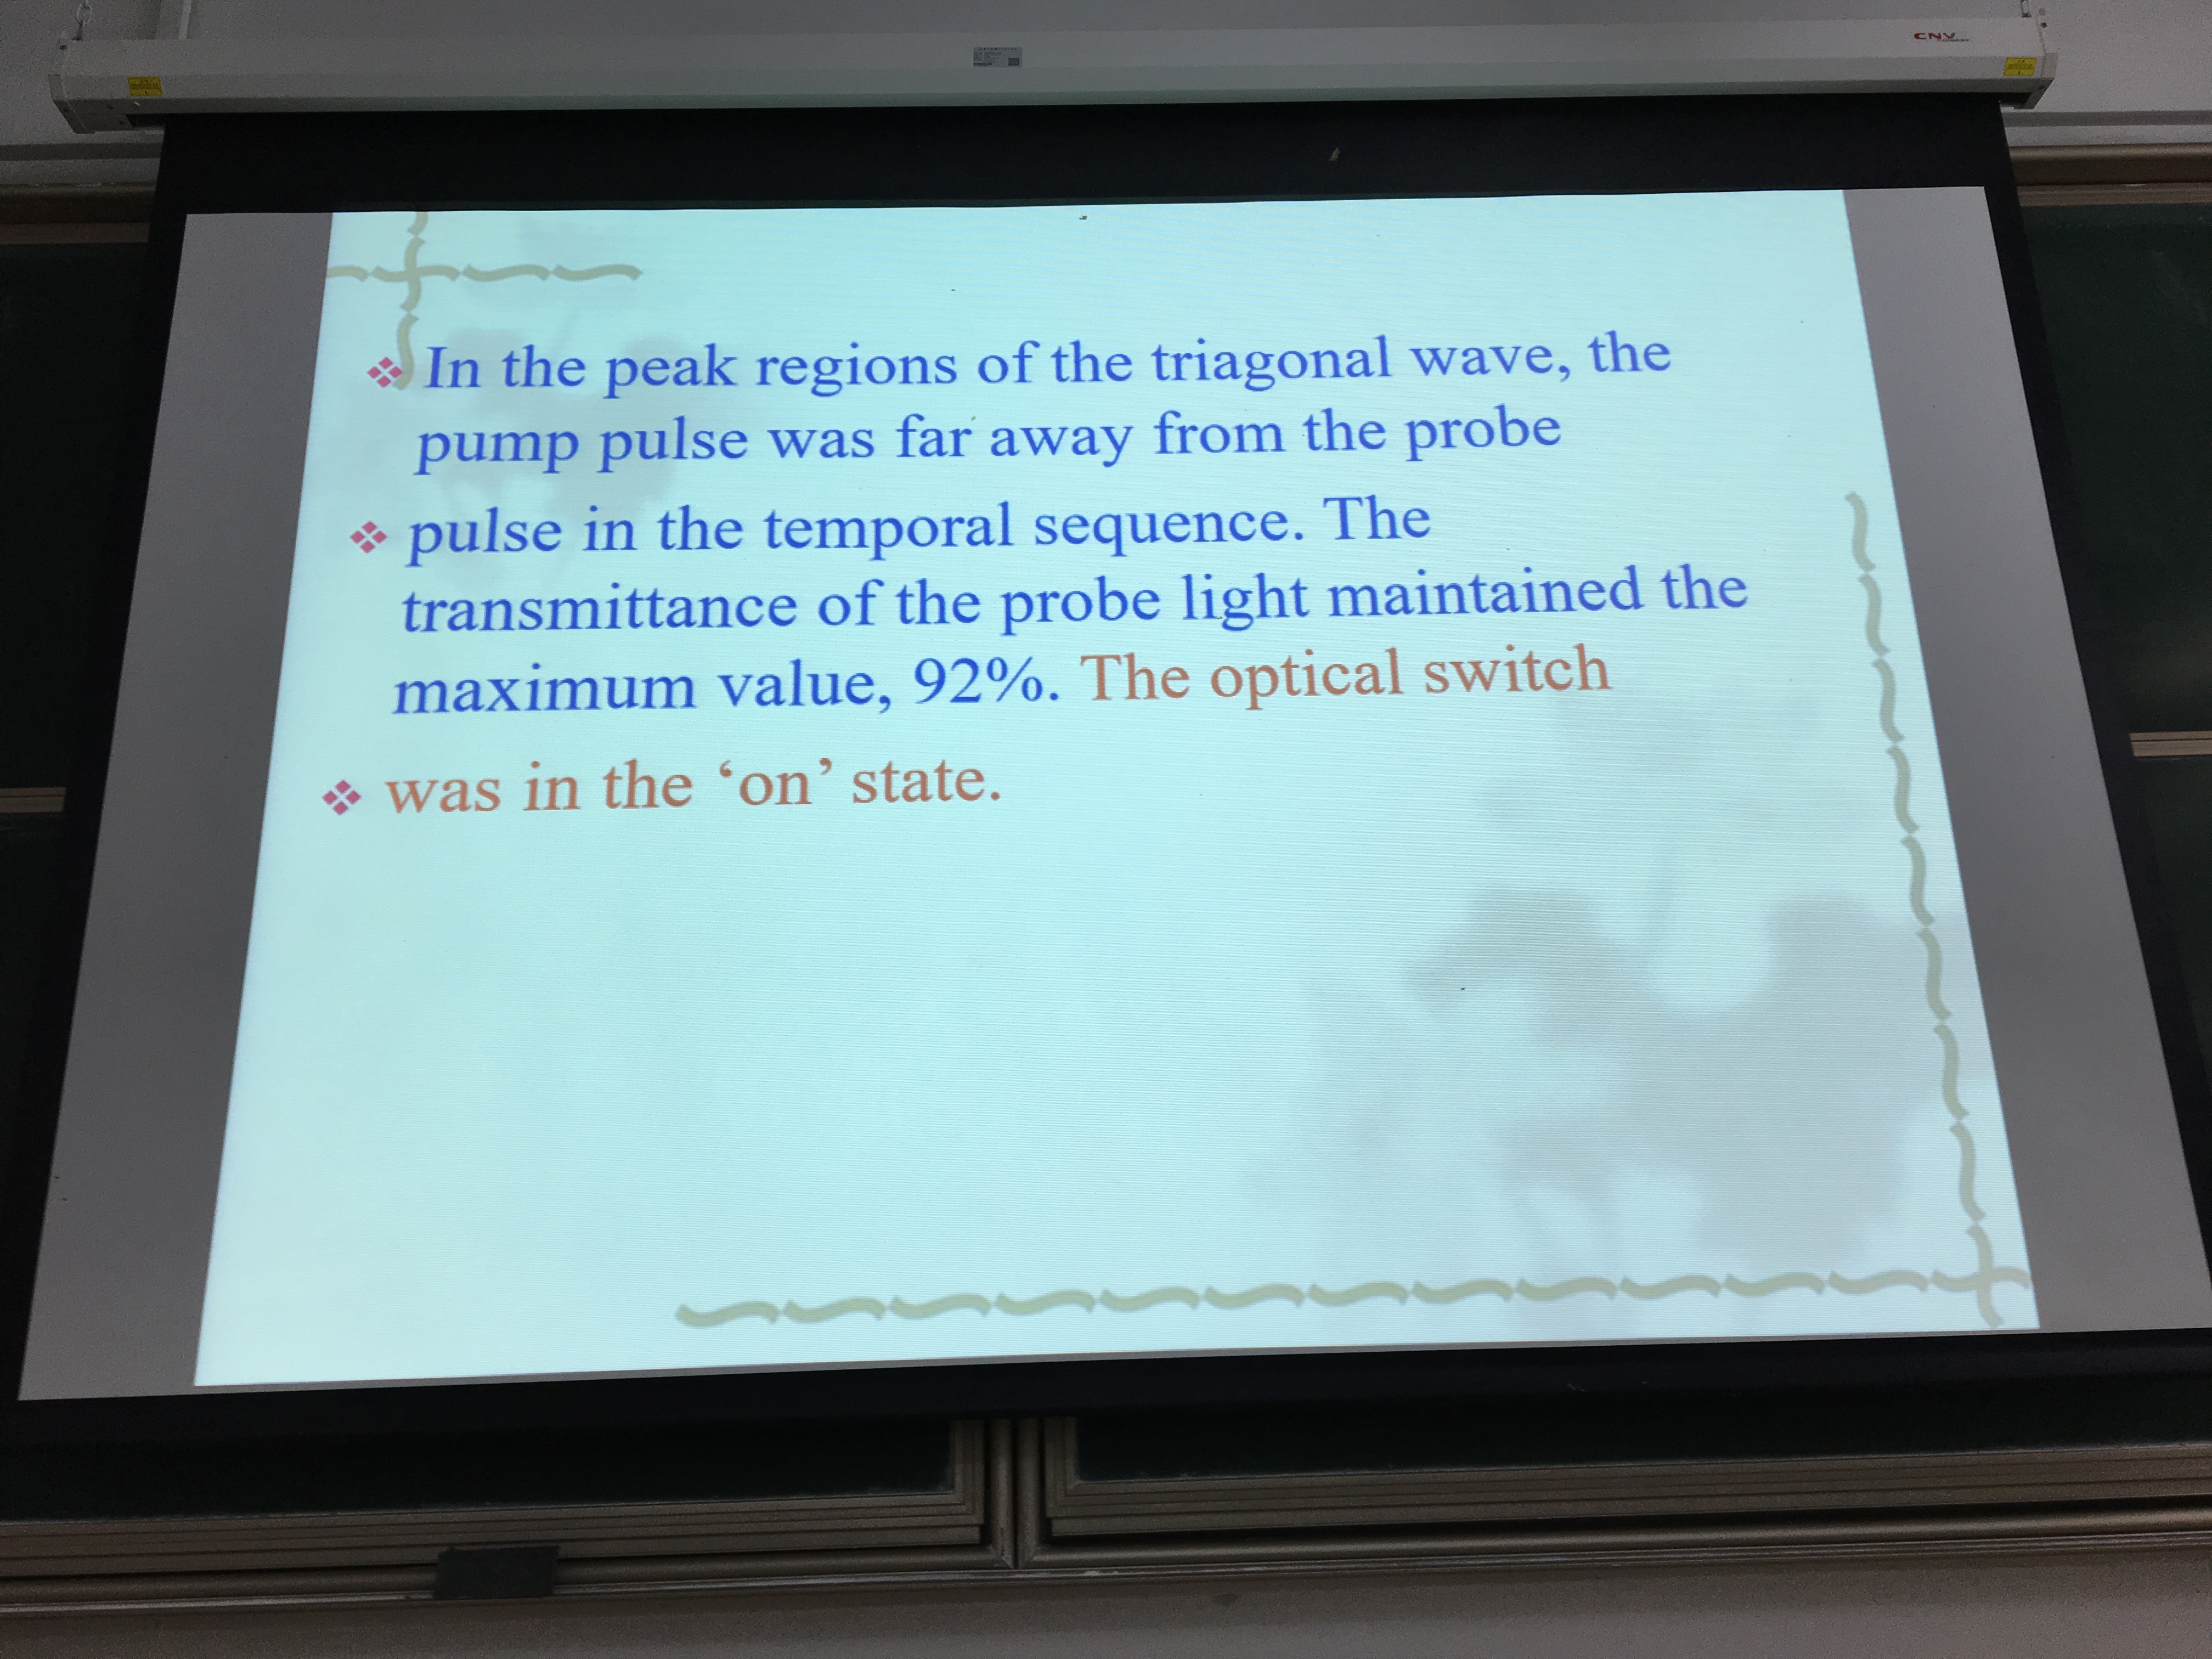 CNV
In the peak regions of the triagonal wave, the
pump pulse was far away from the probe
pulse in the temporal sequence. The
transmittance of the probe light maintained the
maximum value, 92%. The optical switch
was in the ‘on’ state.